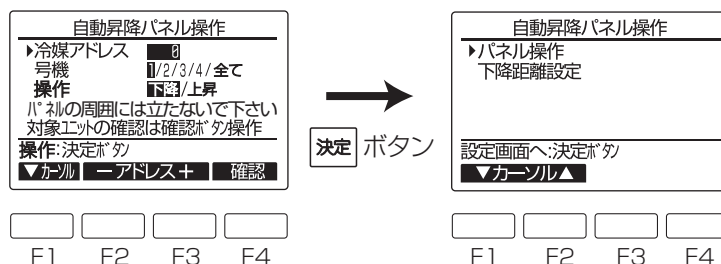 自動昇降パネル操作
▶冷媒アドレス 0
号機 1/2/3/4/全て
操作 下降/上昇
パネルの周囲には立たないで下さい
対象ユニットの確認は確認ボタン操作
操作:決定ボタン
▼カーソル －アドレス＋ 確認
F1 F2 F3 F4
決定 ボタン
自動昇降パネル操作
▶パネル操作
下降距離設定
設定画面へ:決定ボタン
▼カーソル▲
F1 F2 F3 F4